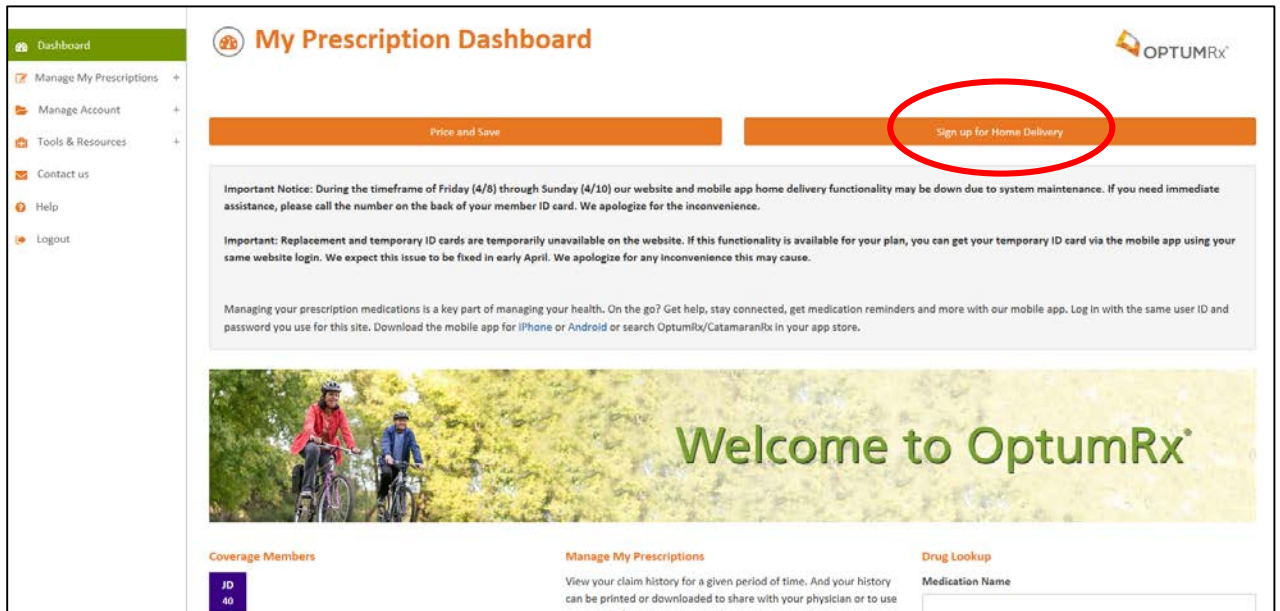 Dashboard
Manage My Prescriptions +
Manage Account +
Tools & Resources +
Contact us
Help
Logout
My Prescription Dashboard
OPTUMRx®
Price and Save
Sign up for Home Delivery
Important Notice: During the timeframe of Friday (4/8) through Sunday (4/10) our website and mobile app home delivery functionality may be down due to system maintenance. If you need immediate
assistance, please call the number on the back of your member ID card. We apologize for the inconvenience.
Important: Replacement and temporary ID cards are temporarily unavailable on the website. If this functionality is available for your plan, you can get your temporary ID card via the mobile app using your
same website login. We expect this issue to be fixed in early April. We apologize for any inconvenience this may cause.
Managing your prescription medications is a key part of managing your health. On the go? Get help, stay connected, get medication reminders and more with our mobile app. Log in with the same user ID and
password you use for this site. Download the mobile app for iPhone or Android or search OptumRx/CatamaranRx in your app store.
Welcome to OptumRx®
Coverage Members
JD
40
Manage My Prescriptions
View your claim history for a given period of time. And your history
can be printed or downloaded to share with your physician or to use
Drug Lookup
Medication Name